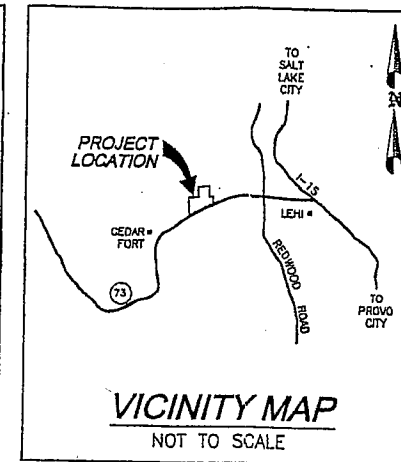 TO
SALT
LAKE
CITY
N
PROJECT
LOCATION
I-15
LEHI
CEDAR
FORT
REDWOOD
ROAD
73
TO
PROVO
CITY
VICINITY MAP
NOT TO SCALE